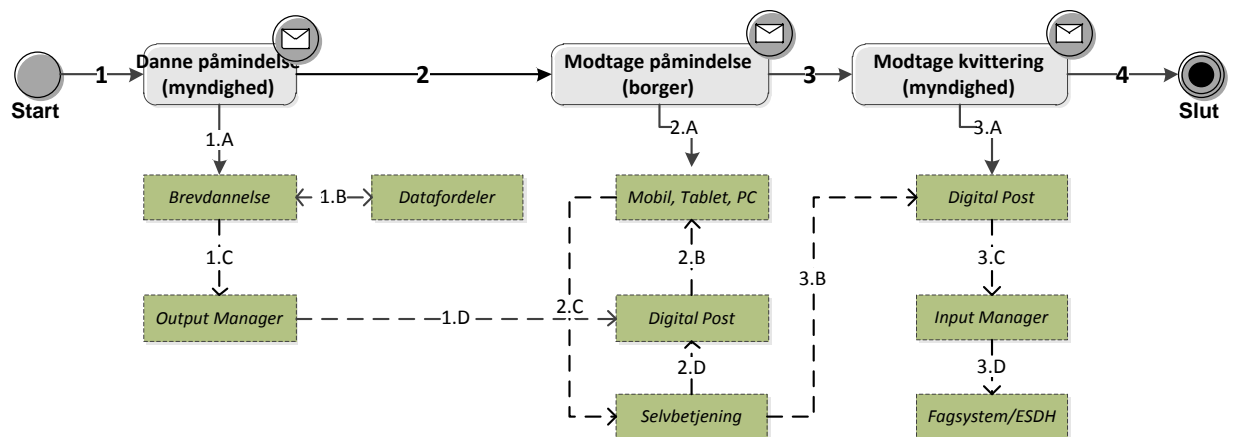 Start
1
Danne påmindelse
(myndighed)
2
Modtage påmindelse
(borger)
3
Modtage kvittering
(myndighed)
4
Slut
1.A
2.A
3.A
Brevdannelse
1.B
Datafordeler
Mobil, Tablet, PC
Digital Post
1.C
2.B
3.B
3.C
Output Manager
1.D
2.C
Digital Post
Input Manager
2.D
3.D
Selvbetjening
Fagsystem/ESDH